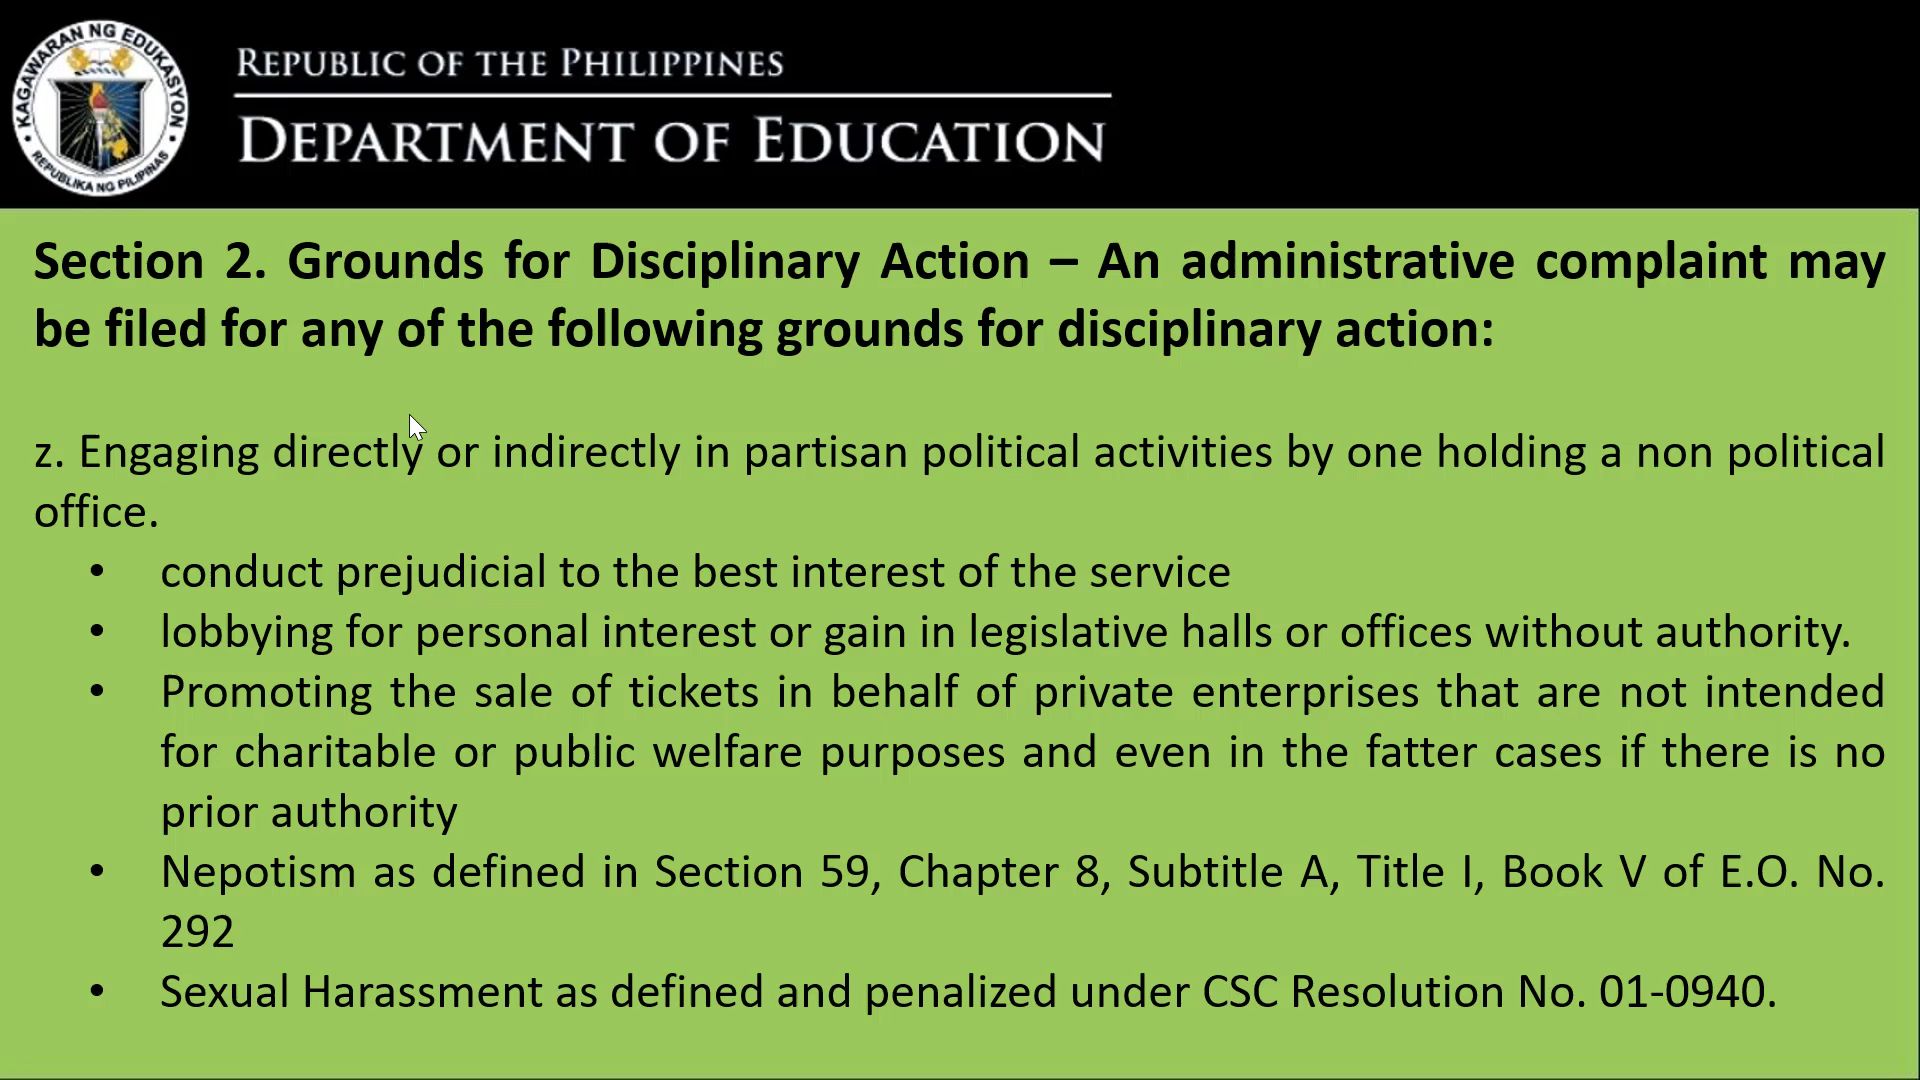 KAGAWARAN NG EDUKASYON
REPUBLIKA NG PILIPINAS
REPUBLIC OF THE PHILIPPINES
DEPARTMENT OF EDUCATION
Section 2. Grounds for Disciplinary Action – An administrative complaint may
be filed for any of the following grounds for disciplinary action:
z. Engaging directly or indirectly in partisan political activities by one holding a non political
office.
• conduct prejudicial to the best interest of the service
• lobbying for personal interest or gain in legislative halls or offices without authority.
• Promoting the sale of tickets in behalf of private enterprises that are not intended
for charitable or public welfare purposes and even in the fatter cases if there is no
prior authority
• Nepotism as defined in Section 59, Chapter 8, Subtitle A, Title I, Book V of E.O. No.
292
• Sexual Harassment as defined and penalized under CSC Resolution No. 01-0940.